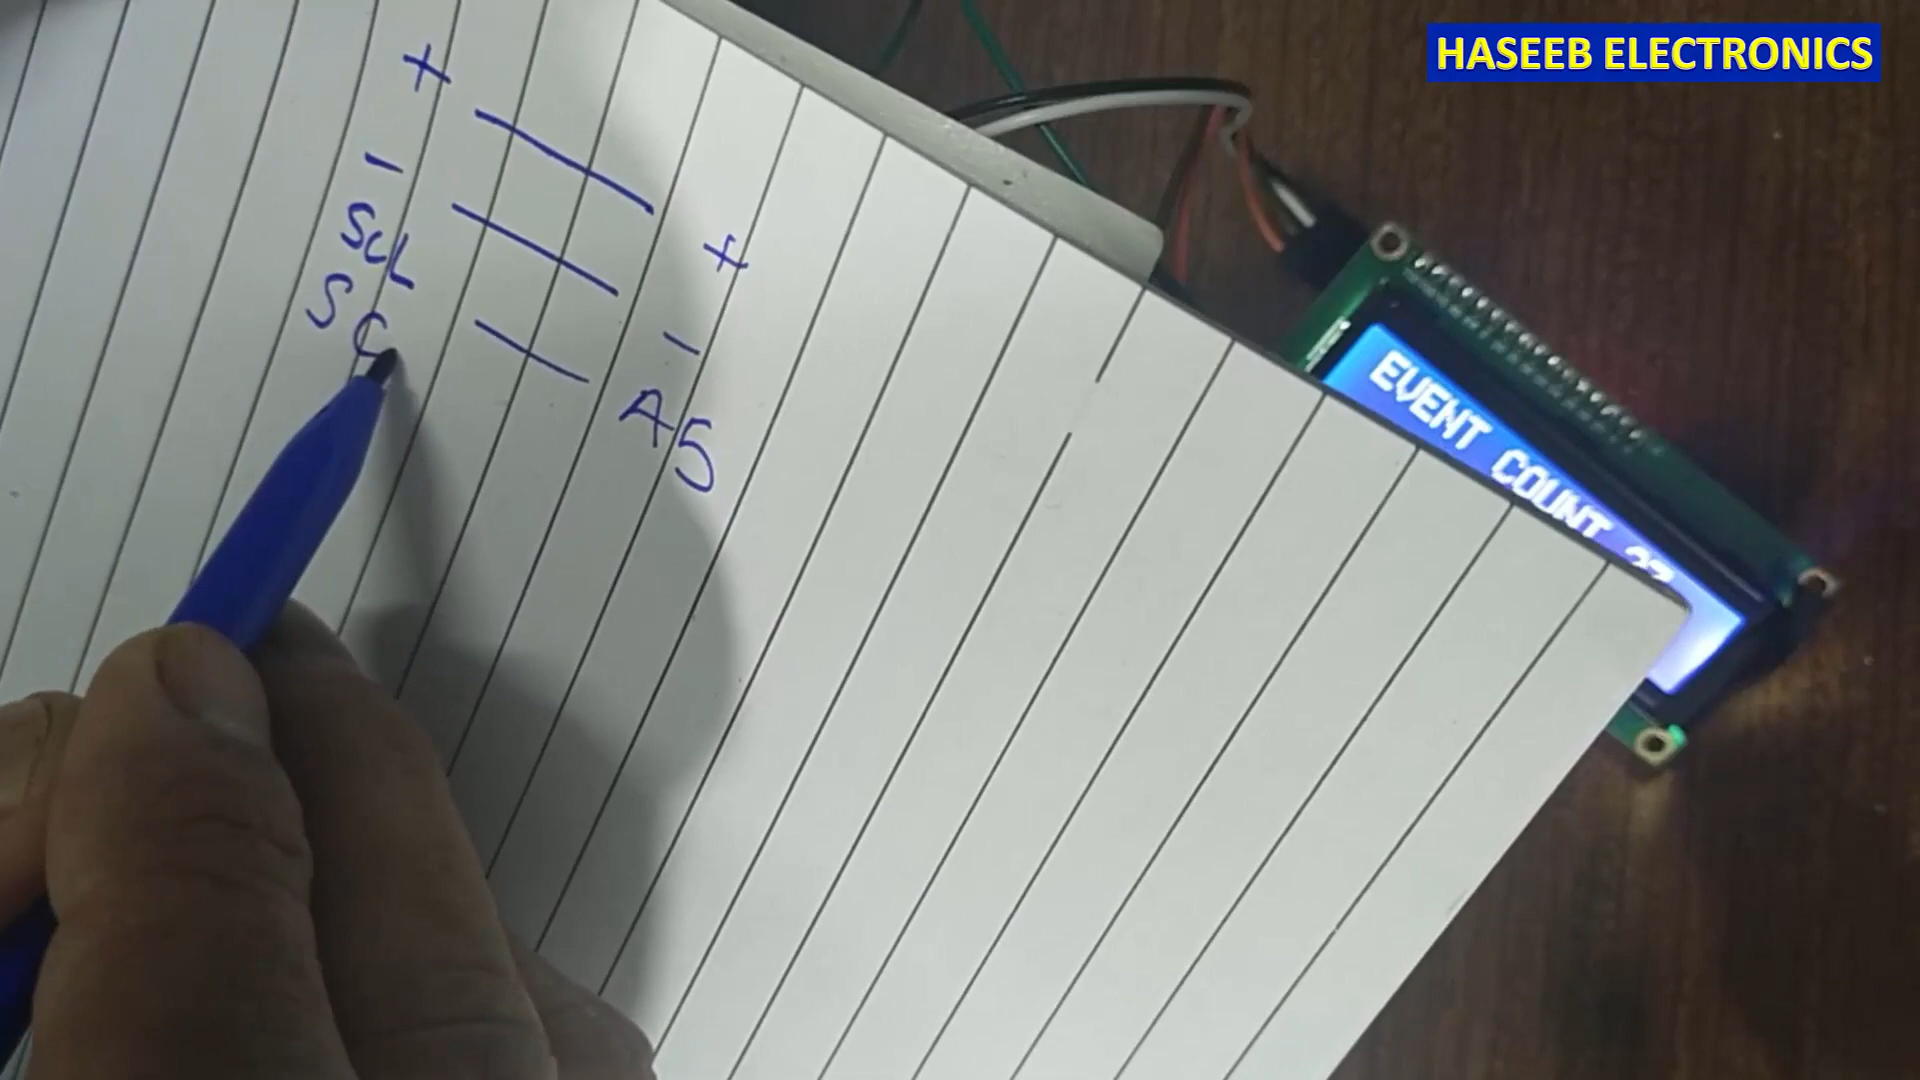 HASEEB ELECTRONICS
+
-
SCL
SC
+
-
A5
EVENT COUNT